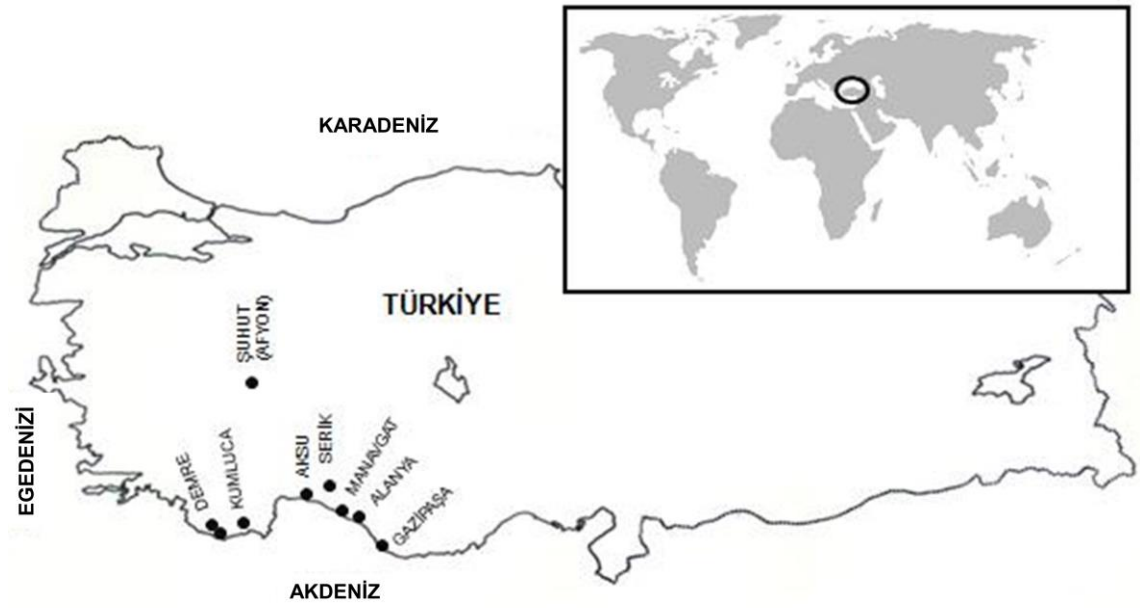 KARADENİZ
TÜRKİYE
ŞUHUT
(AFYON)
EGEDENİZİ
DEMRE
KUMLUCA
AKSU
SERİK
MANAVGAT
ALANYA
GAZİPAŞA
AKDENİZ